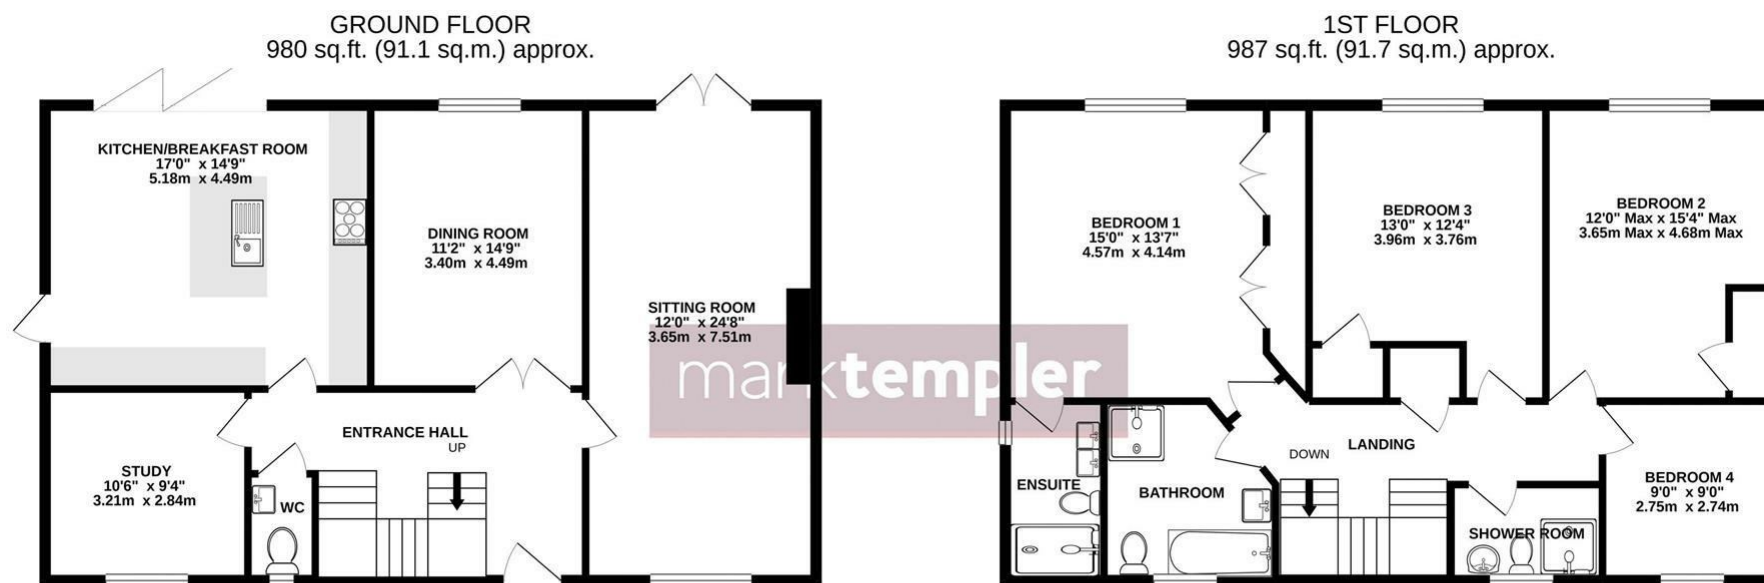 GROUND FLOOR
980 sq.ft. (91.1 sq.m.) approx.
KITCHEN/BREAKFAST ROOM
17'0" x 14'9"
5.18m x 4.49m
DINING ROOM
11'2" x 14'9"
3.40m x 4.49m
SITTING ROOM
12'0" x 24'8"
3.65m x 7.51m
ENTRANCE HALL
UP
STUDY
10'6" x 9'4"
3.21m x 2.84m
WC
marktempler
1ST FLOOR
987 sq.ft. (91.7 sq.m.) approx.
BEDROOM 1
15'0" x 13'7"
4.57m x 4.14m
BEDROOM 3
13'0" x 12'4"
3.96m x 3.76m
BEDROOM 2
12'0" Max x 15'4" Max
3.65m Max x 4.68m Max
LANDING
DOWN
ENSUITE
BATHROOM
BEDROOM 4
9'0" x 9'0"
2.75m x 2.74m
SHOWER ROOM